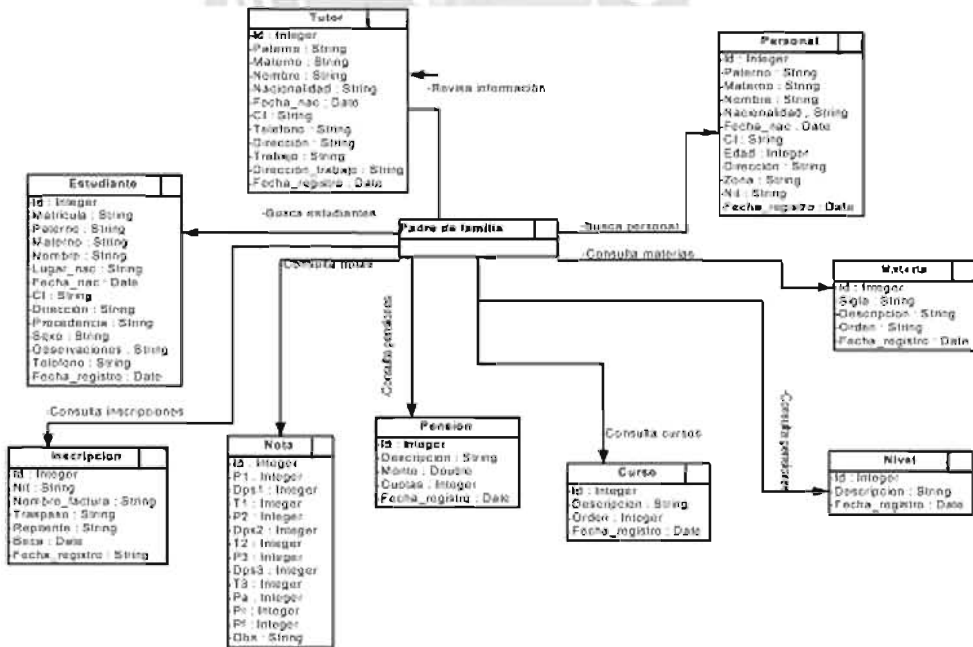 Tutor
-Id : Integer
-Paterno : String
-Materno : String
-Nombre : String
-Nacionalidad : String
-Fecha_nac : Date
-CI : String
-Telefono : String
-Dirección : String
-Trabajo : String
-Dirección_trabajo : String
-Fecha_registro : Date
-Revisa información
Personal
-Id : Integer
-Paterno : String
-Materno : String
-Nombre : String
-Nacionalidad : String
-Fecha_nac : Date
-CI : String
-Edad : Integer
-Dirección : String
-Zona : String
-Nit : String
-Fecha_registro : Date
Estudiante
-Id : Integer
-Matricula : String
-Paterno : String
-Materno : String
-Nombre : String
-Lugar_nac : String
-Fecha_nac : Date
-CI : String
-Dirección : String
-Procedencia : String
-Sexo : String
-Observaciones : String
-Telefono : String
-Fecha_registro : Date
-Busca estudiantes
Padre de familia
-Busca personal
-Consulta notas
-Consulta materias
Materia
-Id : Integer
-Sigla : String
-Descripcion : String
-Orden : String
-Fecha_registro : Date
-Consulta pensiones
-Consulta inscripciones
Inscripcion
-Id : Integer
-Nit : String
-Nombre_factura : String
-Traspaso : String
-Repitente : String
-Beca : Date
-Fecha_registro : String
Nota
-Id : Integer
-P1 : Integer
-Dps1 : Integer
-T1 : Integer
-P2 : Integer
-Dps2 : Integer
-T2 : Integer
-P3 : Integer
-Dps3 : Integer
-T3 : Integer
-Pa : Integer
-Pr : Integer
-Pf : Integer
-Obs : String
Pension
-Id : Integer
-Descripcion : String
-Monto : Double
-Cuotas : Integer
-Fecha_registro : Date
-Consulta cursos
Curso
-Id : Integer
-Descripcion : String
-Orden : Integer
-Fecha_registro : Date
-Consulta
Nivel
-Id : Integer
-Descripcion : String
-Fecha_registro : Date